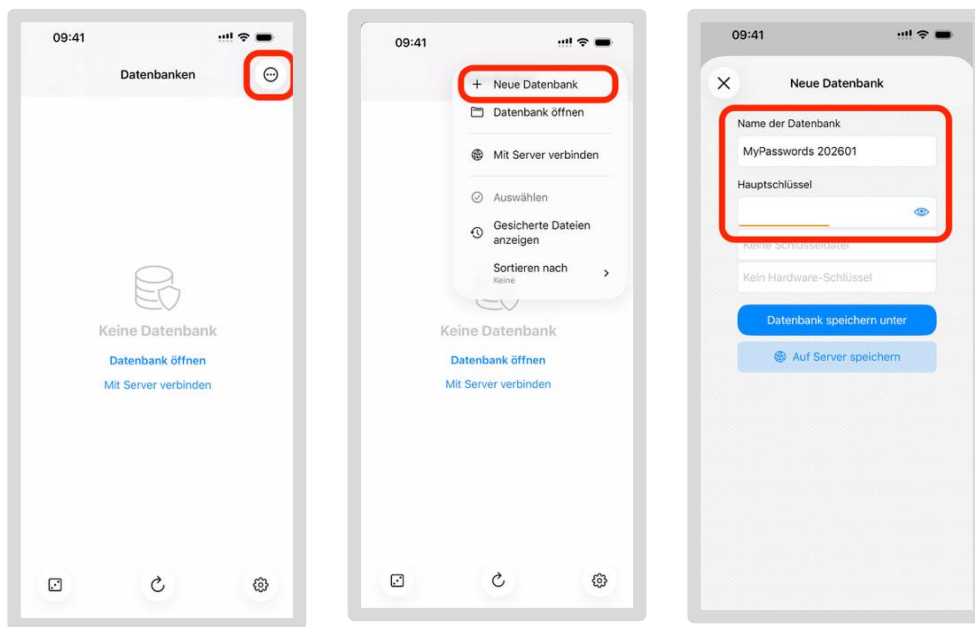 09:41
Datenbanken
Keine Datenbank
Datenbank öffnen
Mit Server verbinden
09:41
Neue Datenbank
Datenbank öffnen
Mit Server verbinden
Auswählen
Gesicherte Dateien
anzeigen
Sortieren nach
Keine
Keine Datenbank
Datenbank öffnen
Mit Server verbinden
09:41
Neue Datenbank
Name der Datenbank
MyPasswords 202601
Hauptschlüssel
Keine Schlüsseldatei
Kein Hardware-Schlüssel
Datenbank speichern unter
Auf Server speichern